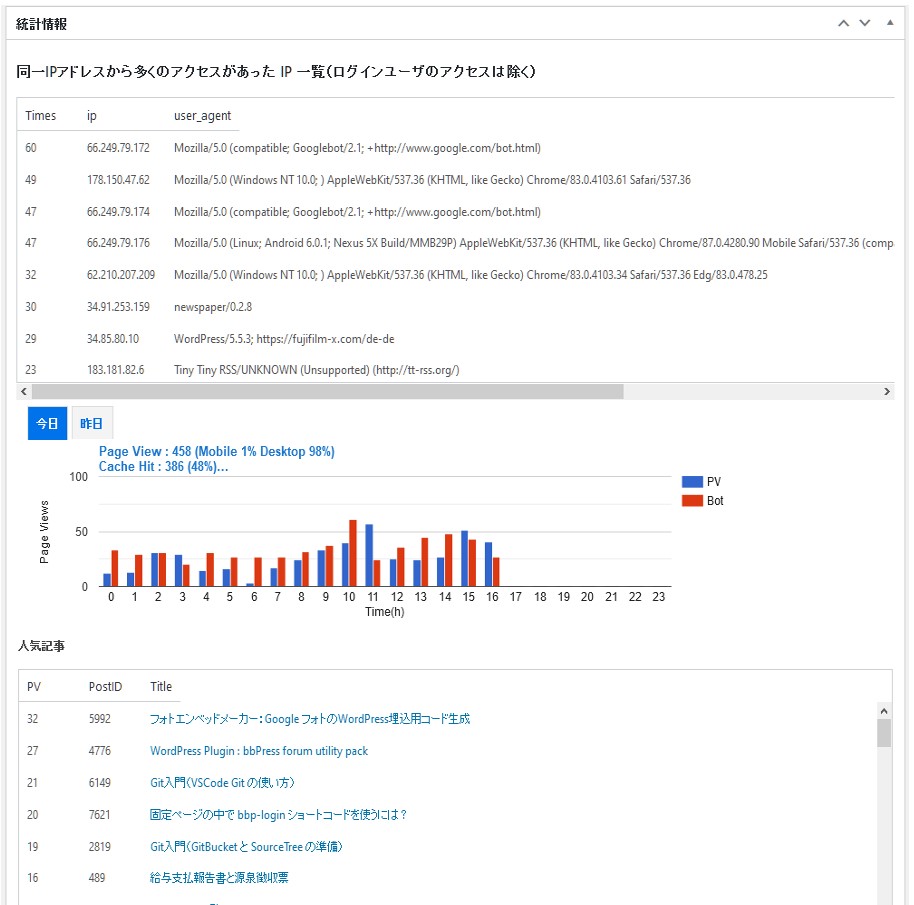 統計情報
同一IPアドレスから多くのアクセスがあった IP 一覧（ログインユーザのアクセスは除く）
Times ip user_agent
60 66.249.79.172 Mozilla/5.0 (compatible; Googlebot/2.1; +http://www.google.com/bot.html)
49 178.150.47.62 Mozilla/5.0 (Windows NT 10.0; ) AppleWebKit/537.36 (KHTML, like Gecko) Chrome/83.0.4103.61 Safari/537.36
47 66.249.79.174 Mozilla/5.0 (compatible; Googlebot/2.1; +http://www.google.com/bot.html)
47 66.249.79.176 Mozilla/5.0 (Linux; Android 6.0.1; Nexus 5X Build/MMB29P) AppleWebKit/537.36 (KHTML, like Gecko) Chrome/87.0.4280.90 Mobile Safari/537.36 (comp
32 62.210.207.209 Mozilla/5.0 (Windows NT 10.0; ) AppleWebKit/537.36 (KHTML, like Gecko) Chrome/83.0.4103.34 Safari/537.36 Edg/83.0.478.25
30 34.91.253.159 newspaper/0.2.8
29 34.85.80.10 WordPress/5.5.3; https://fujifilm-x.com/de-de
23 183.181.82.6 Tiny Tiny RSS/UNKNOWN (Unsupported) (http://tt-rss.org/)
今日 昨日
Page View : 458 (Mobile 1% Desktop 98%)
Cache Hit : 386 (48%)...
100
50
0
Page Views
PV
Bot
0 1 2 3 4 5 6 7 8 9 10 11 12 13 14 15 16 17 18 19 20 21 22 23
Time(h)
人気記事
PV PostID Title
32 5992 フォトエンベッドメーカー：Google フォトのWordPress埋込用コード生成
27 4776 WordPress Plugin : bbPress forum utility pack
21 6149 Git入門（VSCode Git の使い方）
20 7621 固定ページの中で bbp-login ショートコードを使うには？
19 2819 Git入門（GitBucket と SourceTree の準備）
16 489 給与支払報告書と源泉徴収票